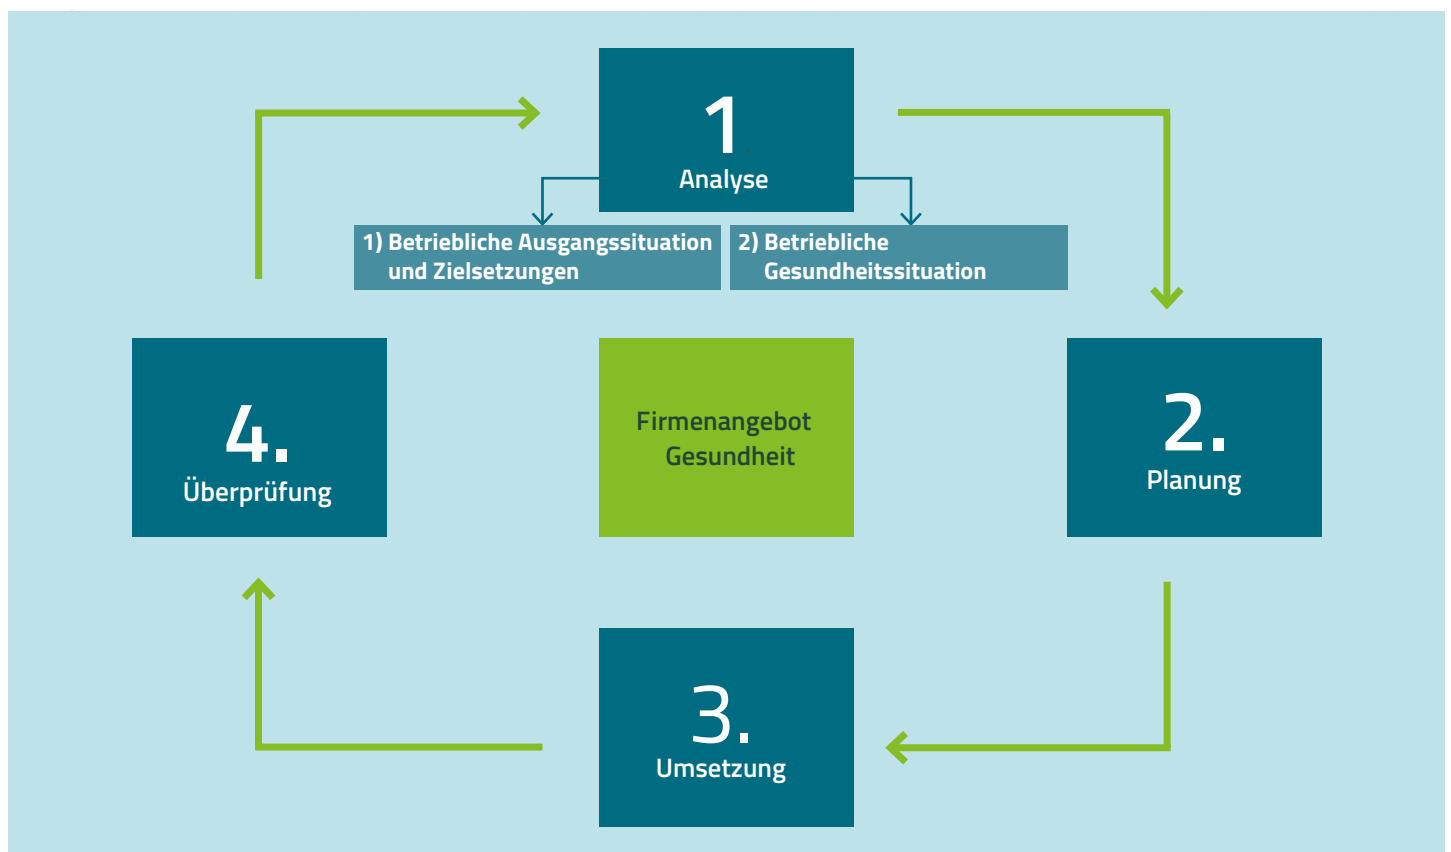 1
Analyse
1) Betriebliche Ausgangssituation
und Zielsetzungen
2) Betriebliche
Gesundheitssituation
4.
Überprüfung
Firmenangebot
Gesundheit
2.
Planung
3.
Umsetzung